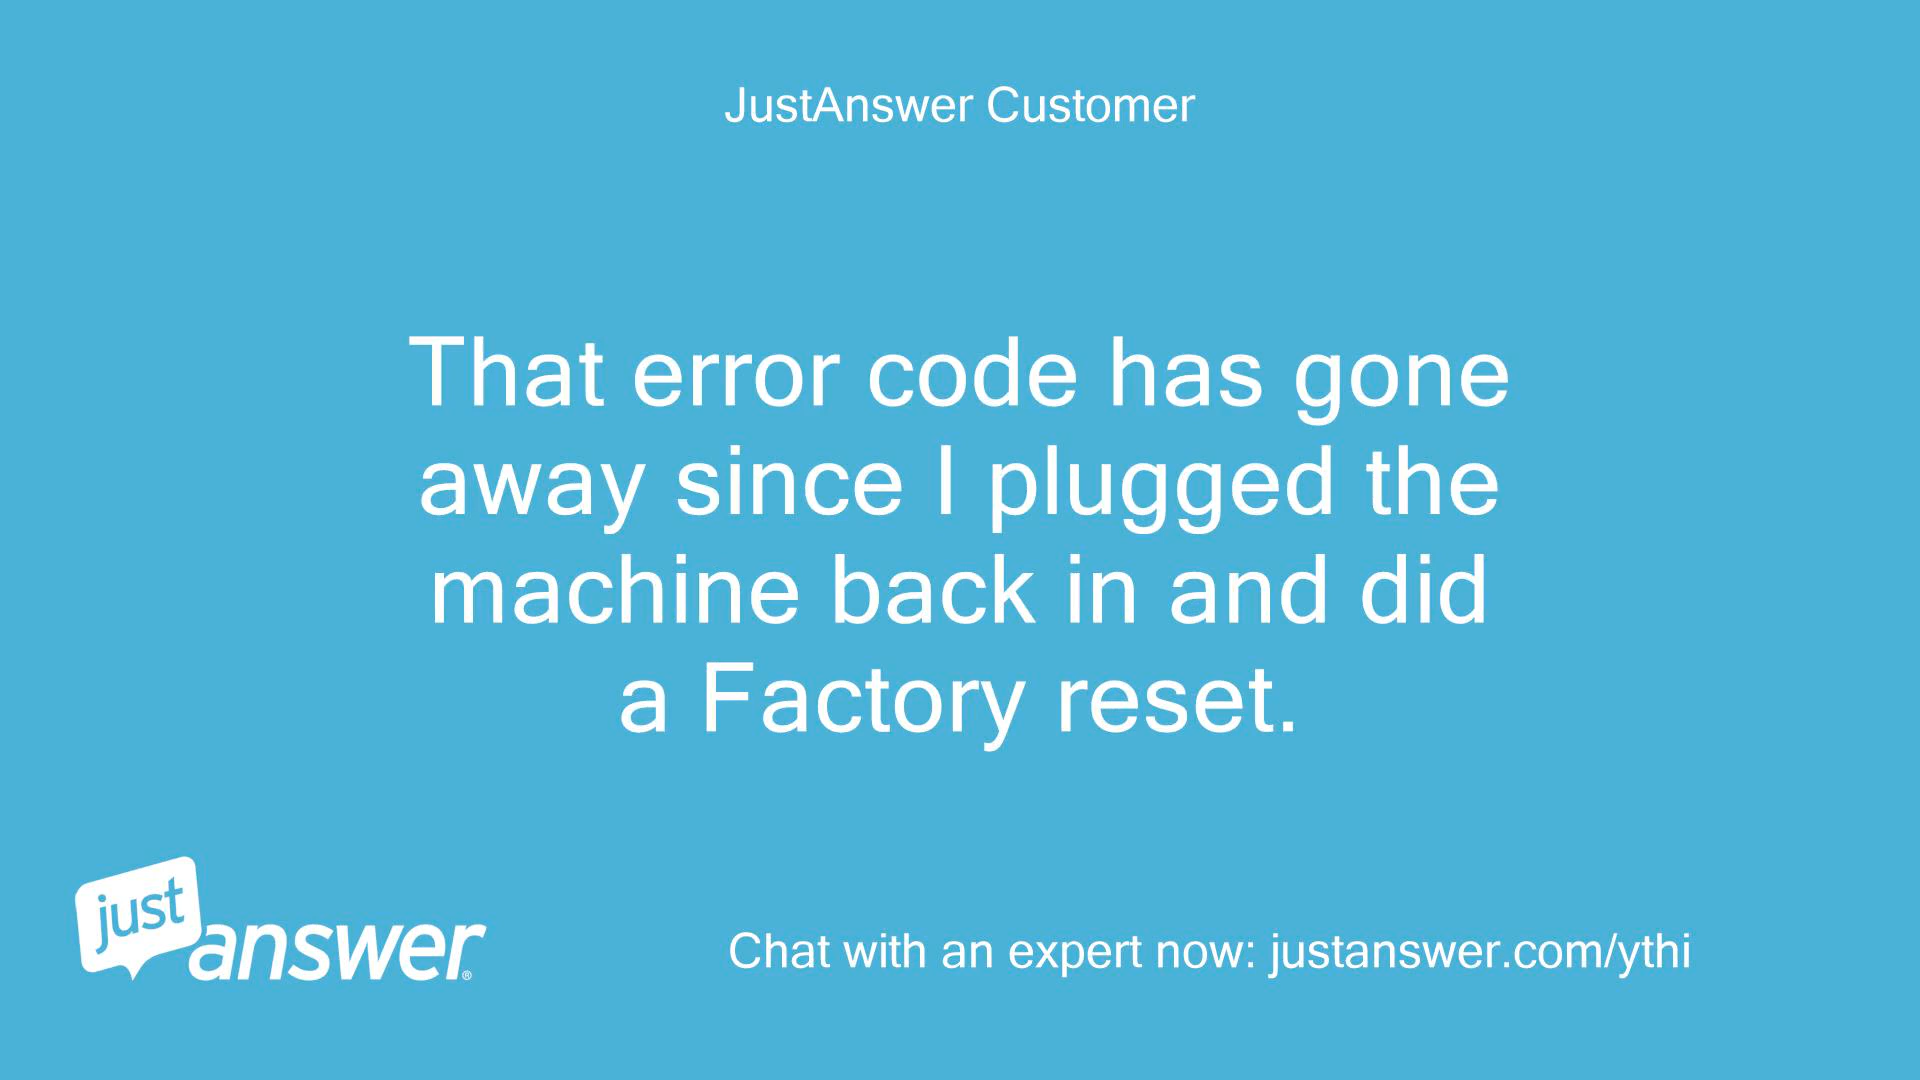 JustAnswer Customer
That error code has gone
away since I plugged the
machine back in and did
a Factory reset.
just
answer®
Chat with an expert now: justanswer.com/ythi